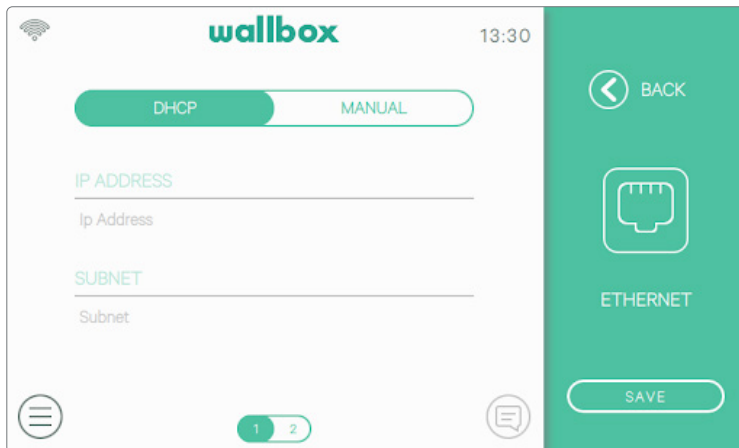 wallbox
13:30
DHCP MANUAL
IP ADDRESS
Ip Address
SUBNET
Subnet
1 2
BACK
ETHERNET
SAVE